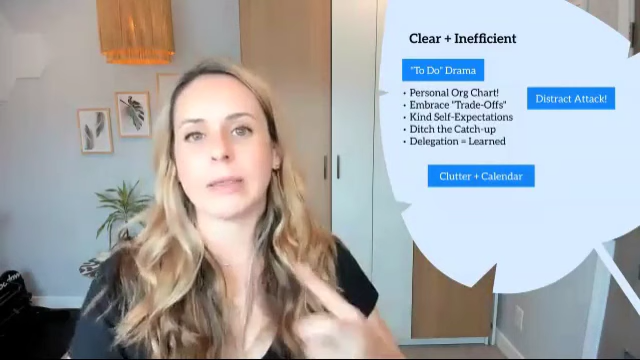 Clear + Inefficient
"To Do" Drama
• Personal Org Chart!
• Embrace "Trade-Offs"
• Kind Self-Expectations
• Ditch the Catch-up
• Delegation = Learned
Distract Attack!
Clutter + Calendar